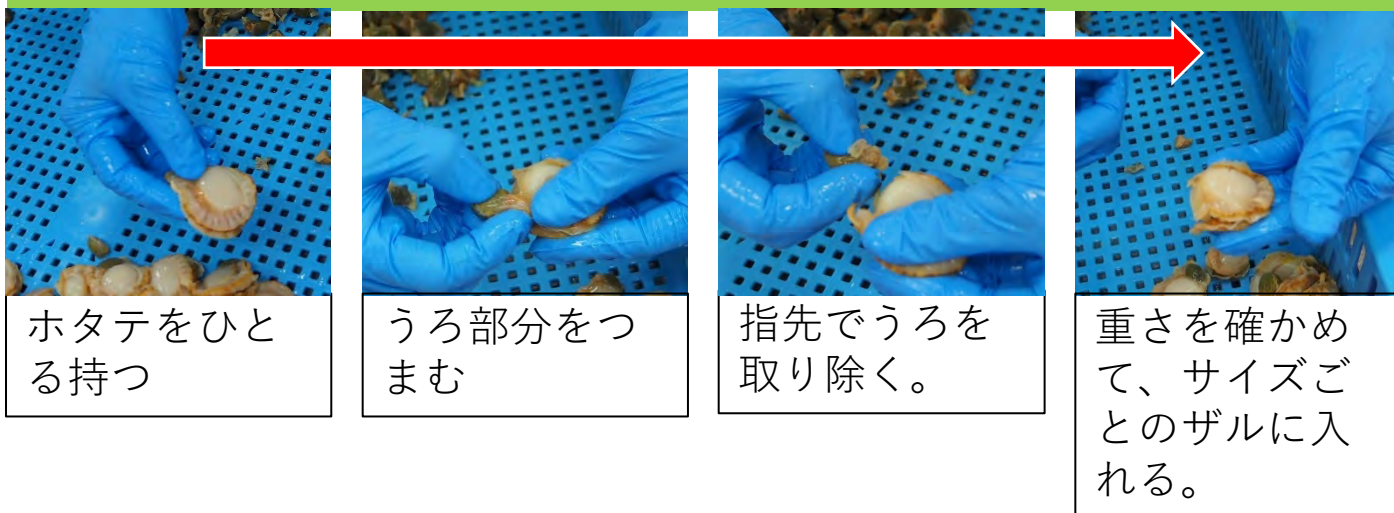 ホタテをひと
る持つ
うろ部分をつ
まむ
指先でうろを
取り除く。
重さを確かめ
て、サイズご
とのザルに入
れる。